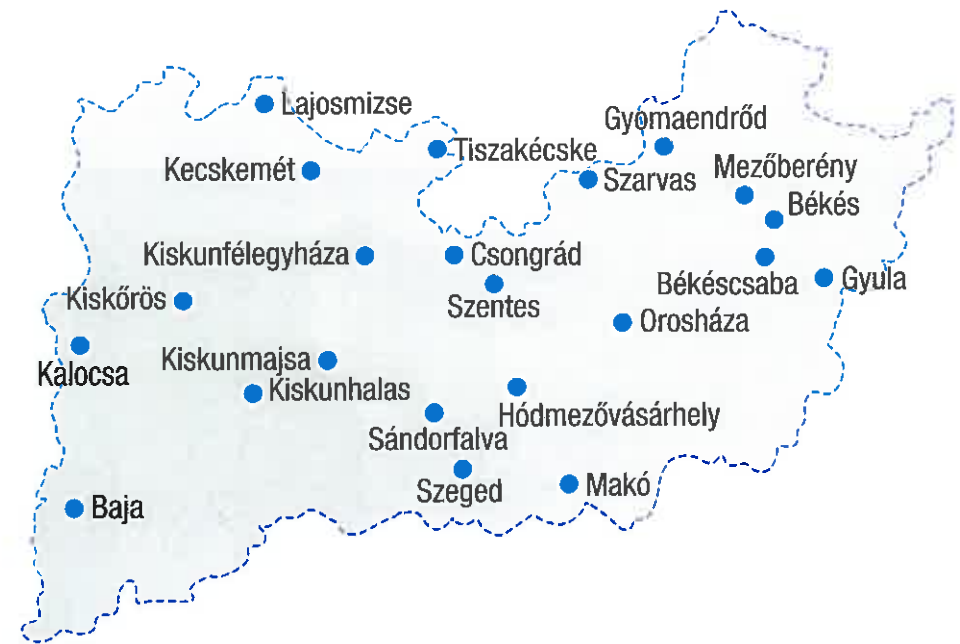 Lajosmizse
Gyomaendrőd
Tiszakécske
Kecskemét
Szarvas
Mezőberény
Békés
Kiskunfélegyháza
Csongrád
Békéscsaba
Gyula
Kiskőrös
Szentes
Orosháza
Kalocsa
Kiskunmajsa
Kiskunhalas
Hódmezővásárhely
Sándorfalva
Szeged
Makó
Baja